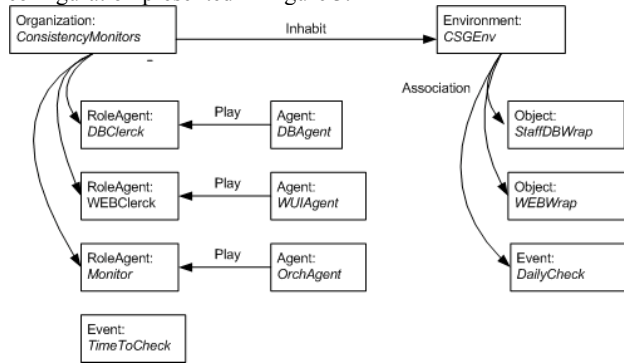 configuration presented in Figure 3.
Organization:
ConsistencyMonitors
Inhabit
Environment:
CSGEnv
Association
RoleAgent:
DBClerck
Play
Agent:
DBAgent
Object:
StaffDBWrap
RoleAgent:
WEBClerck
Play
Agent:
WUIAgent
Object:
WEBWrap
RoleAgent:
Monitor
Play
Agent:
OrchAgent
Event:
DailyCheck
Event:
TimeToCheck